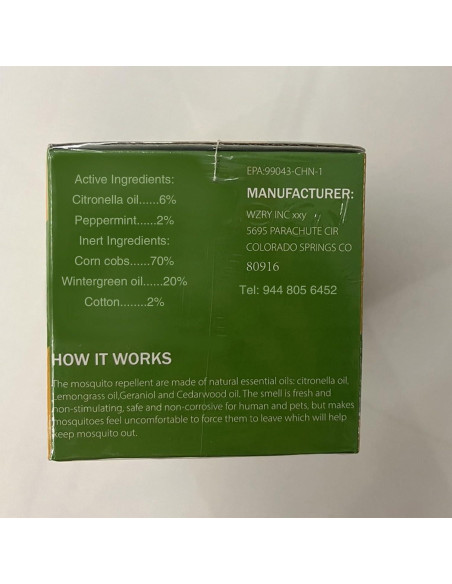 Active Ingredients:
Citronella oil......6%
Peppermint.....2%
Inert Ingredients:
Corn cobs.....70%
Wintergreen oil.....20%
Cotton........2%
EPA:99043-CHN-1
MANUFACTURER:
WZRY INC xxy
5695 PARACHUTE CIR
COLORADO SPRINGS CO
80916
Tel: 944 805 6452
HOW IT WORKS
The mosquito repellent are made of natural essential oils: citronella oil,
Lemongrass oil,Geraniol and Cedarwood oil. The smell is fresh and
non-stimulating, safe and non-corrosive for human and pets, but makes
mosquitoes feel uncomfortable to force them to leave which will help
keep mosquito out.